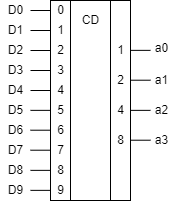 D0 0 CD
D1 1
D2 2 1 a0
D3 3
D4 4 2 a1
D5 5 4 a2
D6 6
D7 7 8 a3
D8 8
D9 9